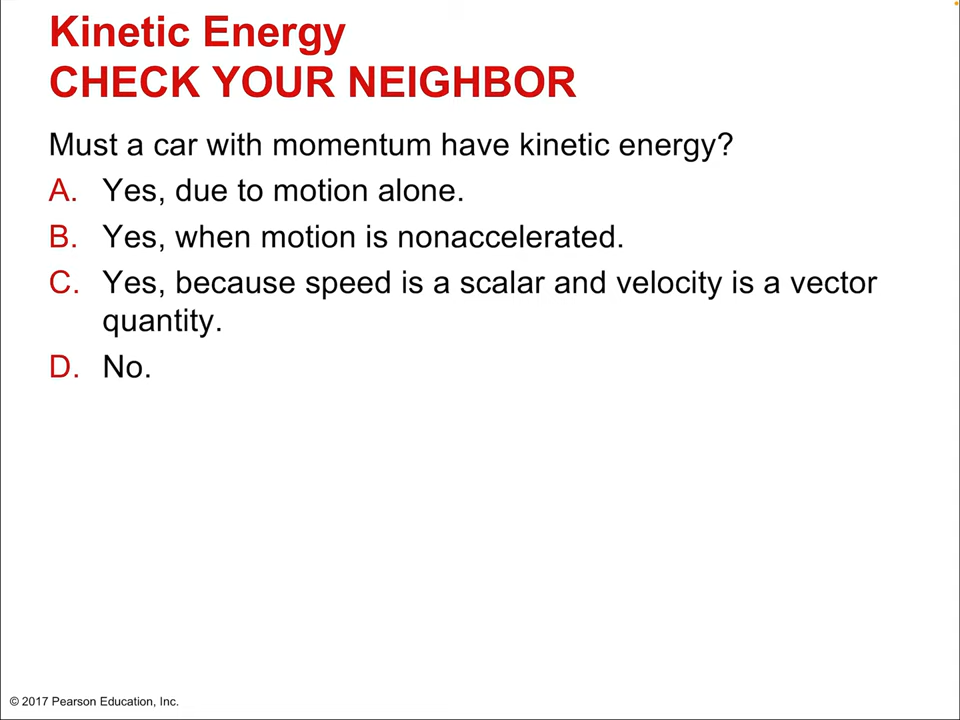 Kinetic Energy
CHECK YOUR NEIGHBOR
Must a car with momentum have kinetic energy?
A. Yes, due to motion alone.
B. Yes, when motion is nonaccelerated.
C. Yes, because speed is a scalar and velocity is a vector
quantity.
D. No.
© 2017 Pearson Education, Inc.